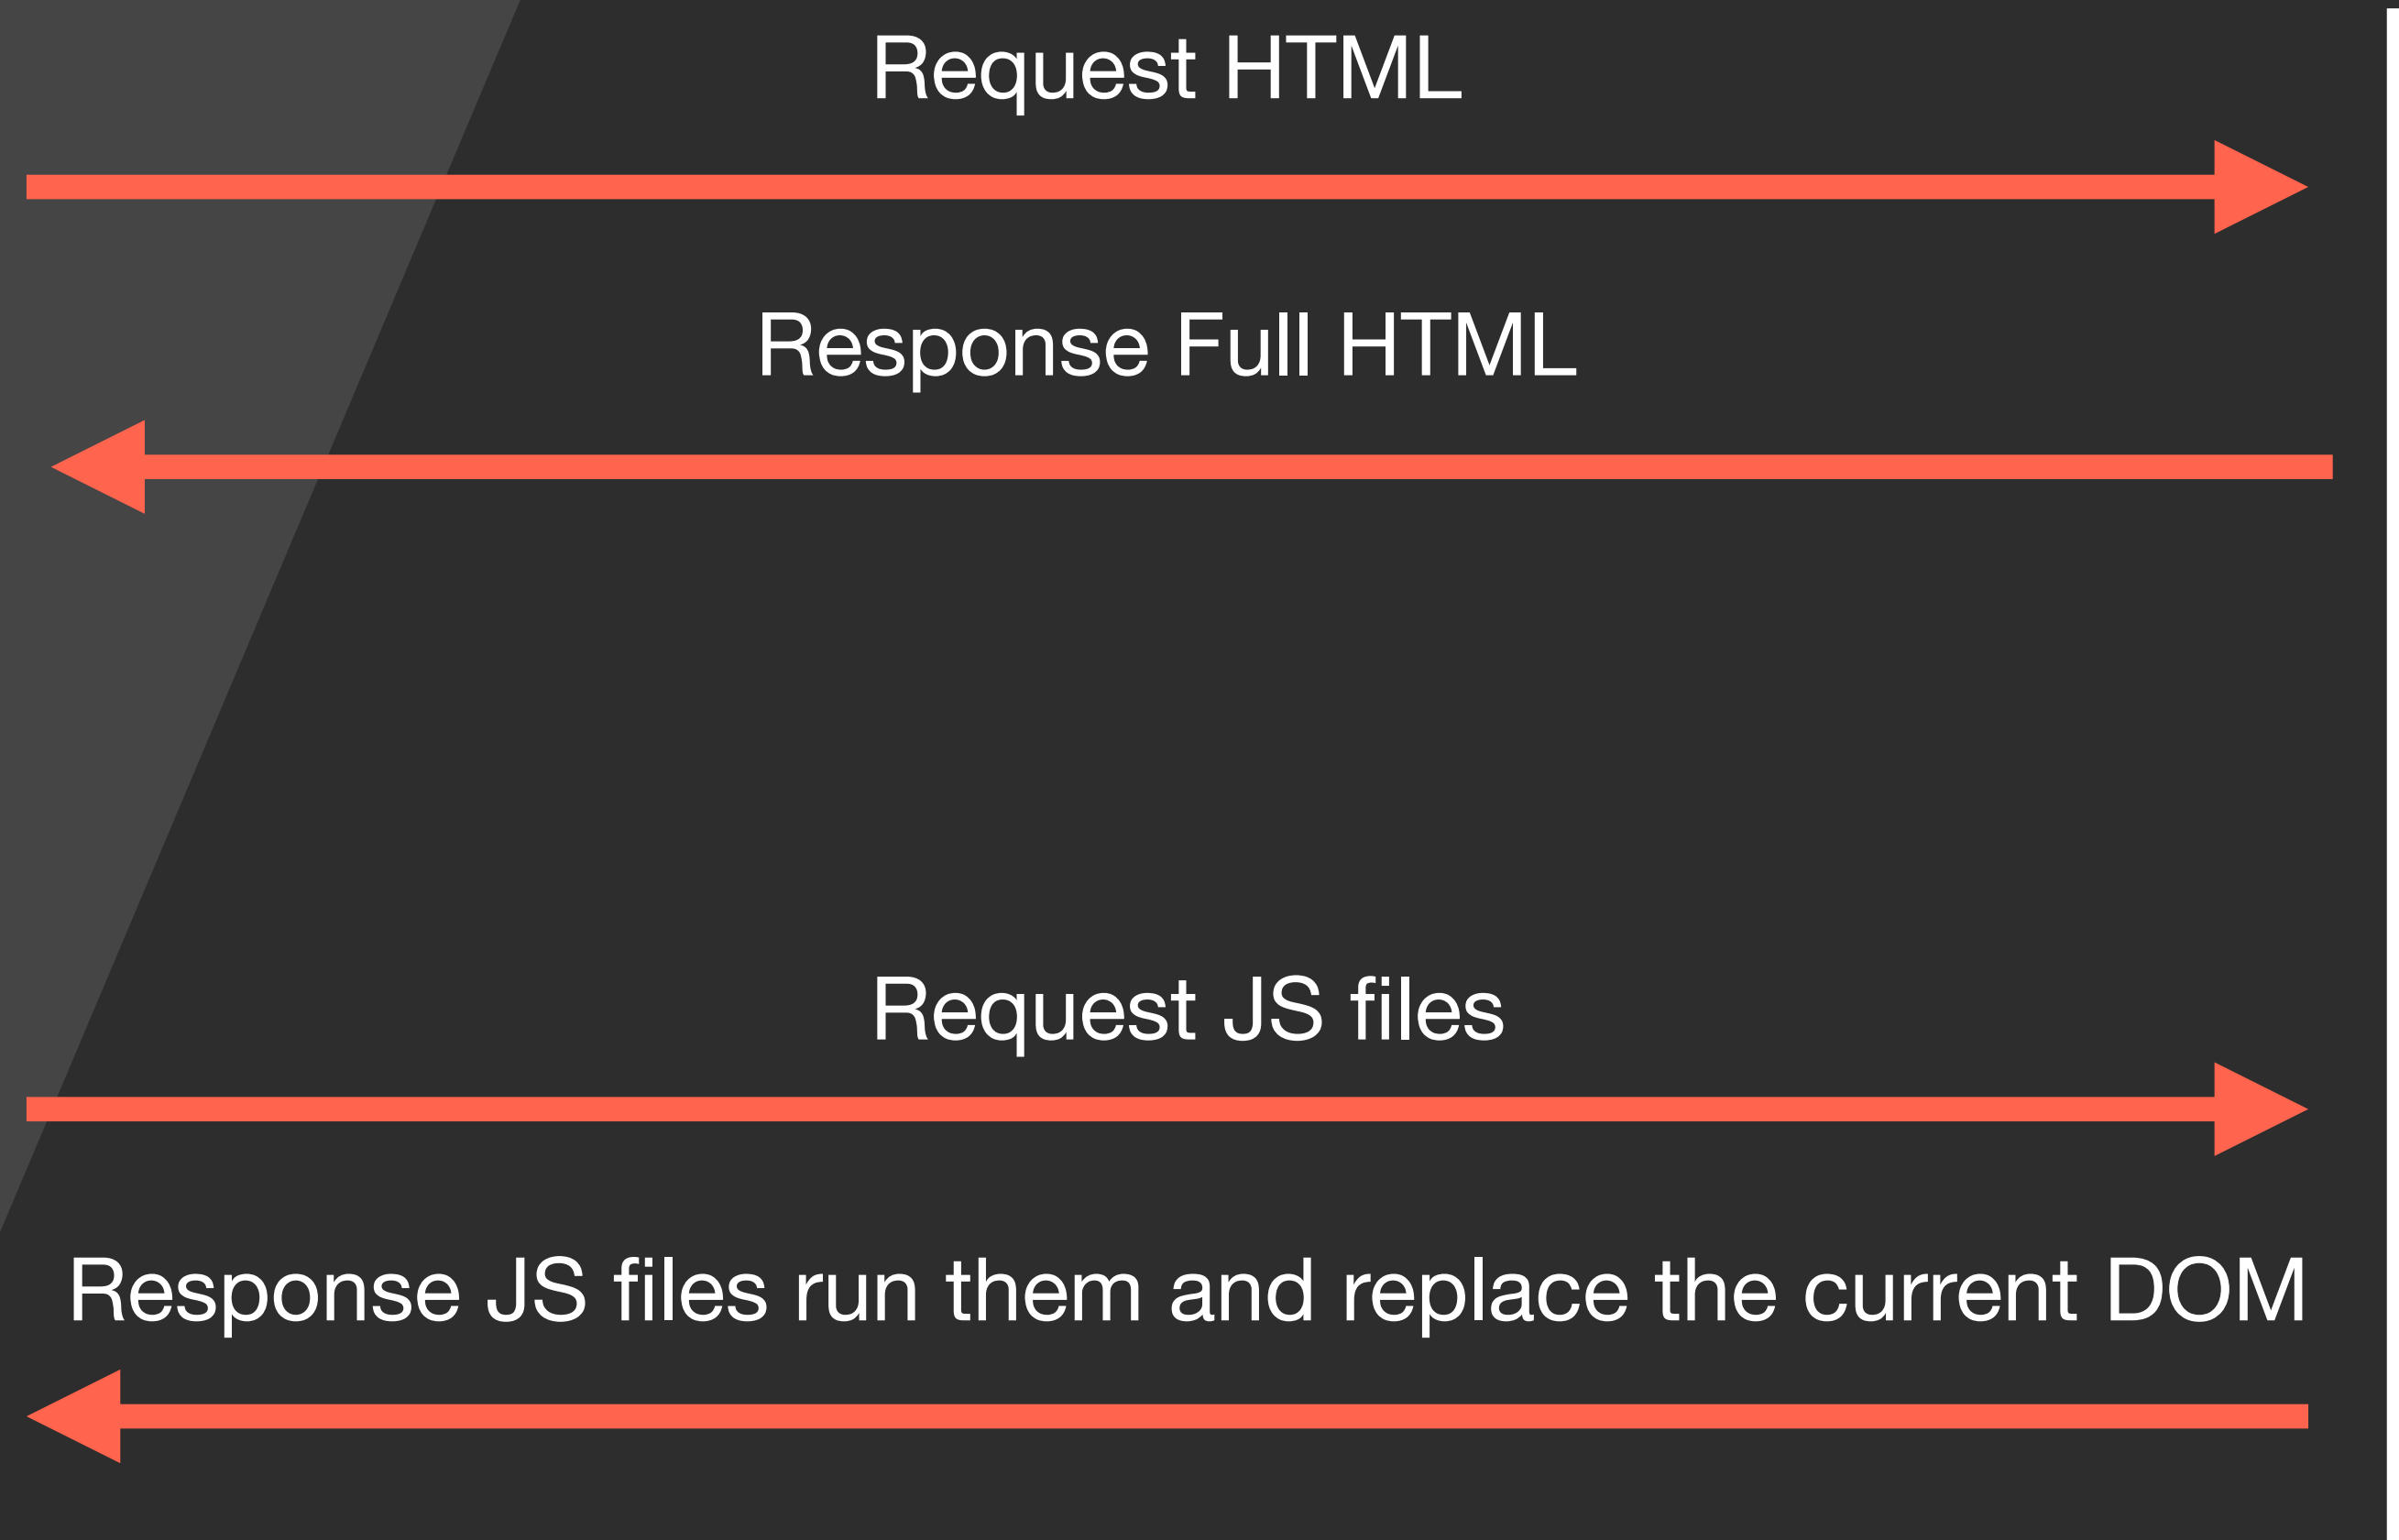 Request HTML
Response Full HTML
Request JS files
Response JS files run them and replace the current DOM